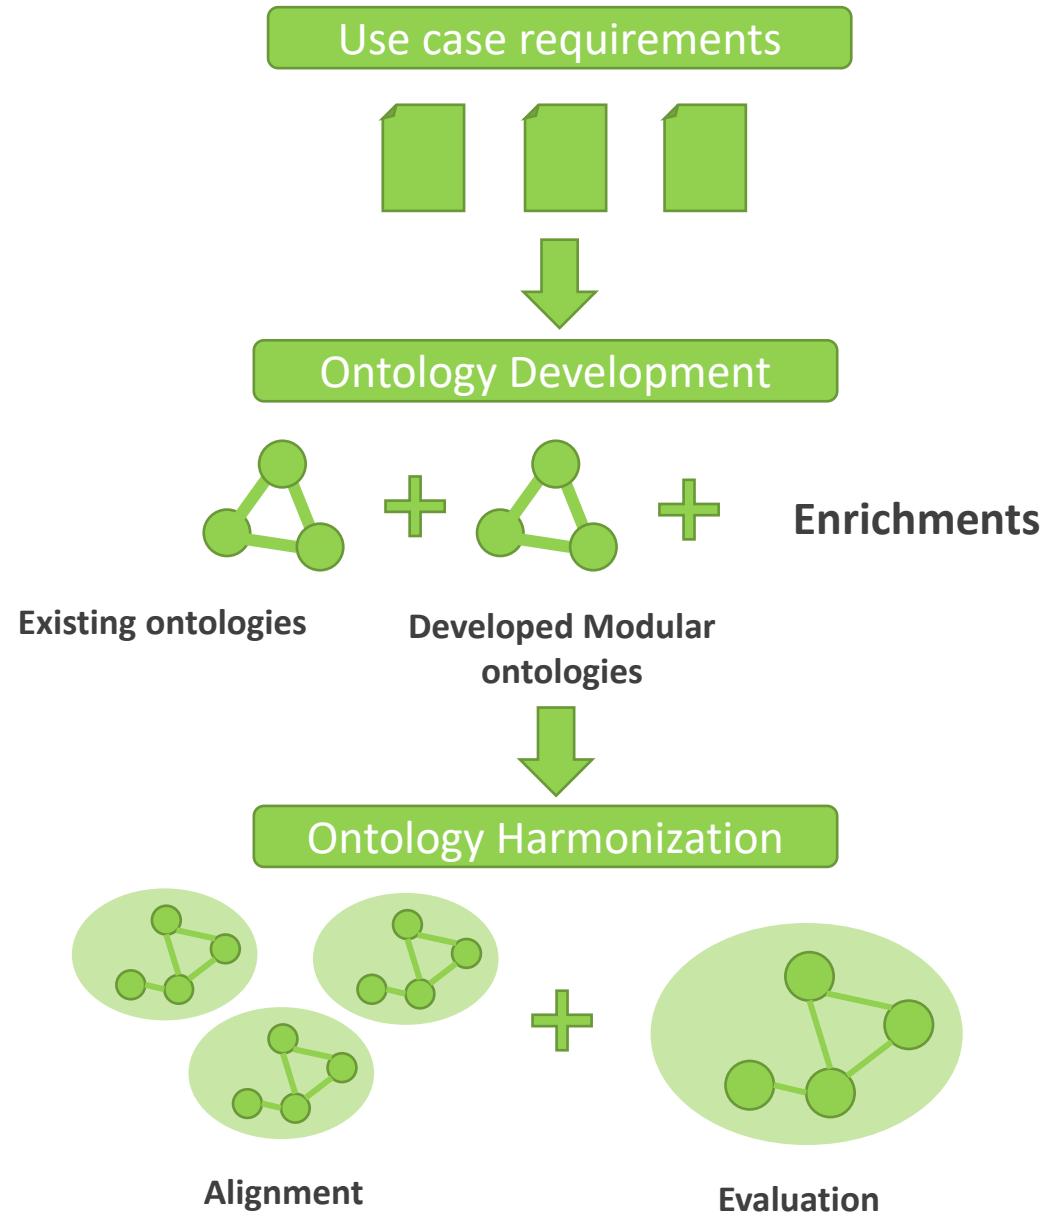 Use case requirements
Ontology Development
Enrichments
Existing ontologies
Developed Modular
ontologies
Ontology Harmonization
Alignment
Evaluation